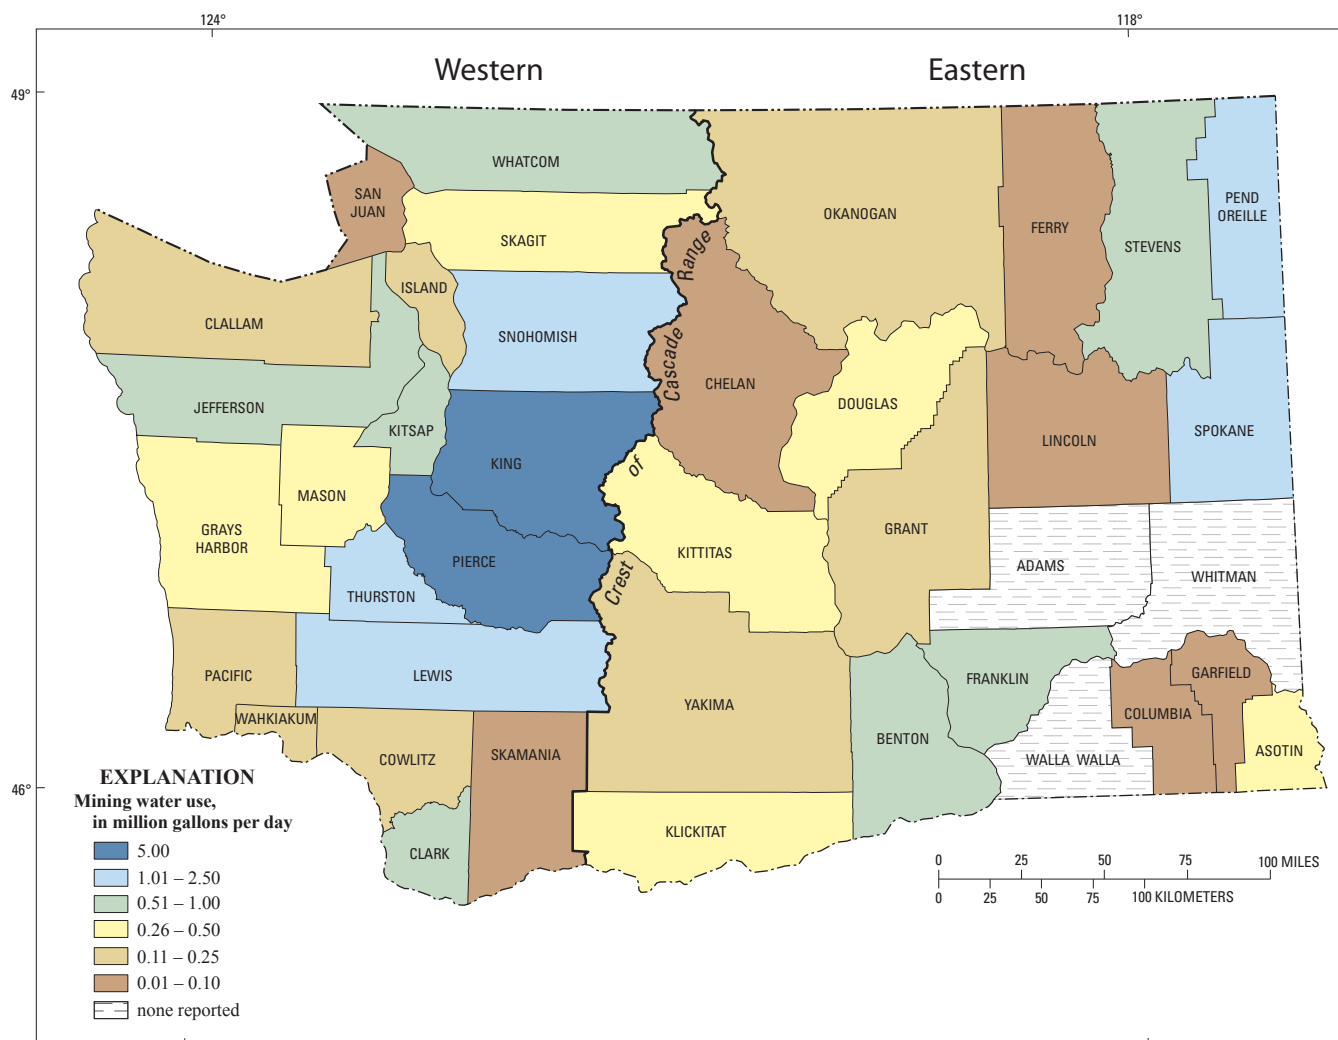 124°
118°
Western
Eastern
49°
WHATCOM
SAN
JUAN
OKANOGAN
PEND
OREILLE
SKAGIT
FERRY
STEVENS
ISLAND
CLALLAM
SNOHOMISH
Crest of Cascade Range
CHELAN
DOUGLAS
JEFFERSON
KITSAP
LINCOLN
SPOKANE
KING
MASON
GRAYS
HARBOR
GRANT
KITTITAS
PIERCE
ADAMS
WHITMAN
THURSTON
PACIFIC
LEWIS
GARFIELD
FRANKLIN
YAKIMA
COLUMBIA
WAHKIAKUM
BENTON
ASOTIN
SKAMANIA
COWLITZ
WALLA WALLA
46°
KLICKITAT
CLARK
EXPLANATION
Mining water use,
in million gallons per day
5.00
1.01 – 2.50
0.51 – 1.00
0.26 – 0.50
0.11 – 0.25
0.01 – 0.10
none reported
0 25 50 75 100 MILES
0 25 50 75 100 KILOMETERS